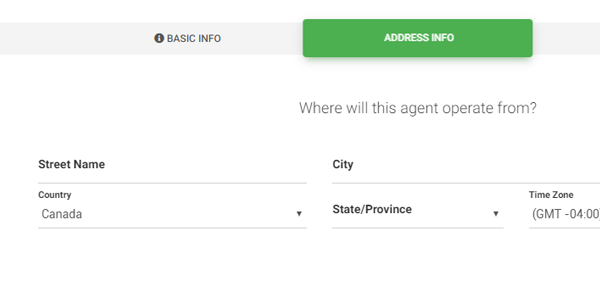 BASIC INFO
ADDRESS INFO
Where will this agent operate from?
Street Name
City
Country
Canada
State/Province
Time Zone
(GMT -04:00)